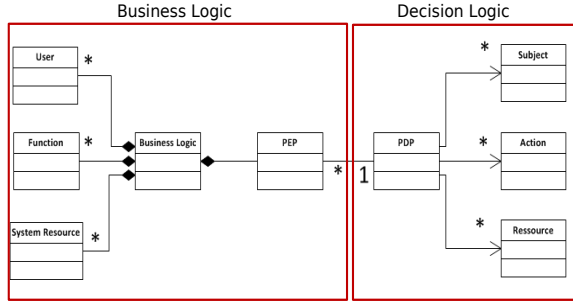 Business Logic
Decision Logic
User
*
Function
*
System Resource
*
Business Logic
PEP
*
1
PDP
*
Subject
*
Action
*
Ressource